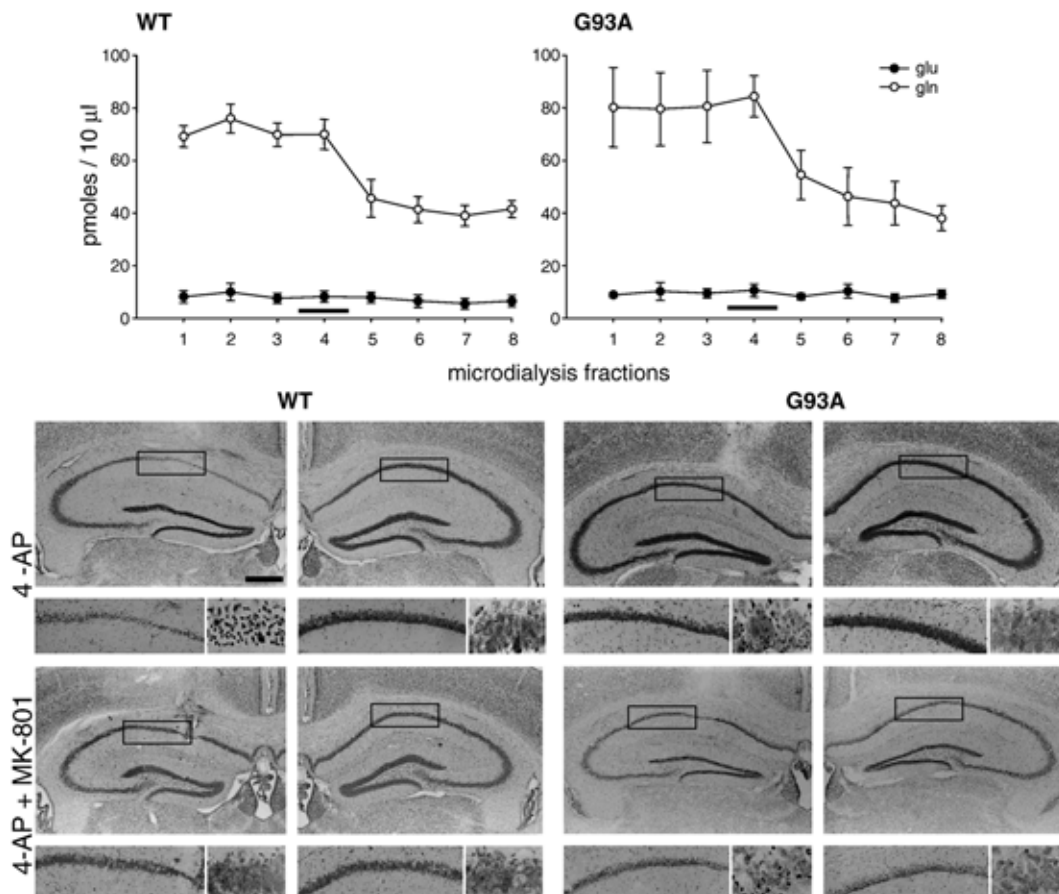 WT
G93A
100
80
60
40
20
0
pmoles / 10 µl
1 2 3 4 5 6 7 8
100
80
60
40
20
0
glu
gln
1 2 3 4 5 6 7 8
microdialysis fractions
WT
G93A
4 -AP
4-AP + MK-801